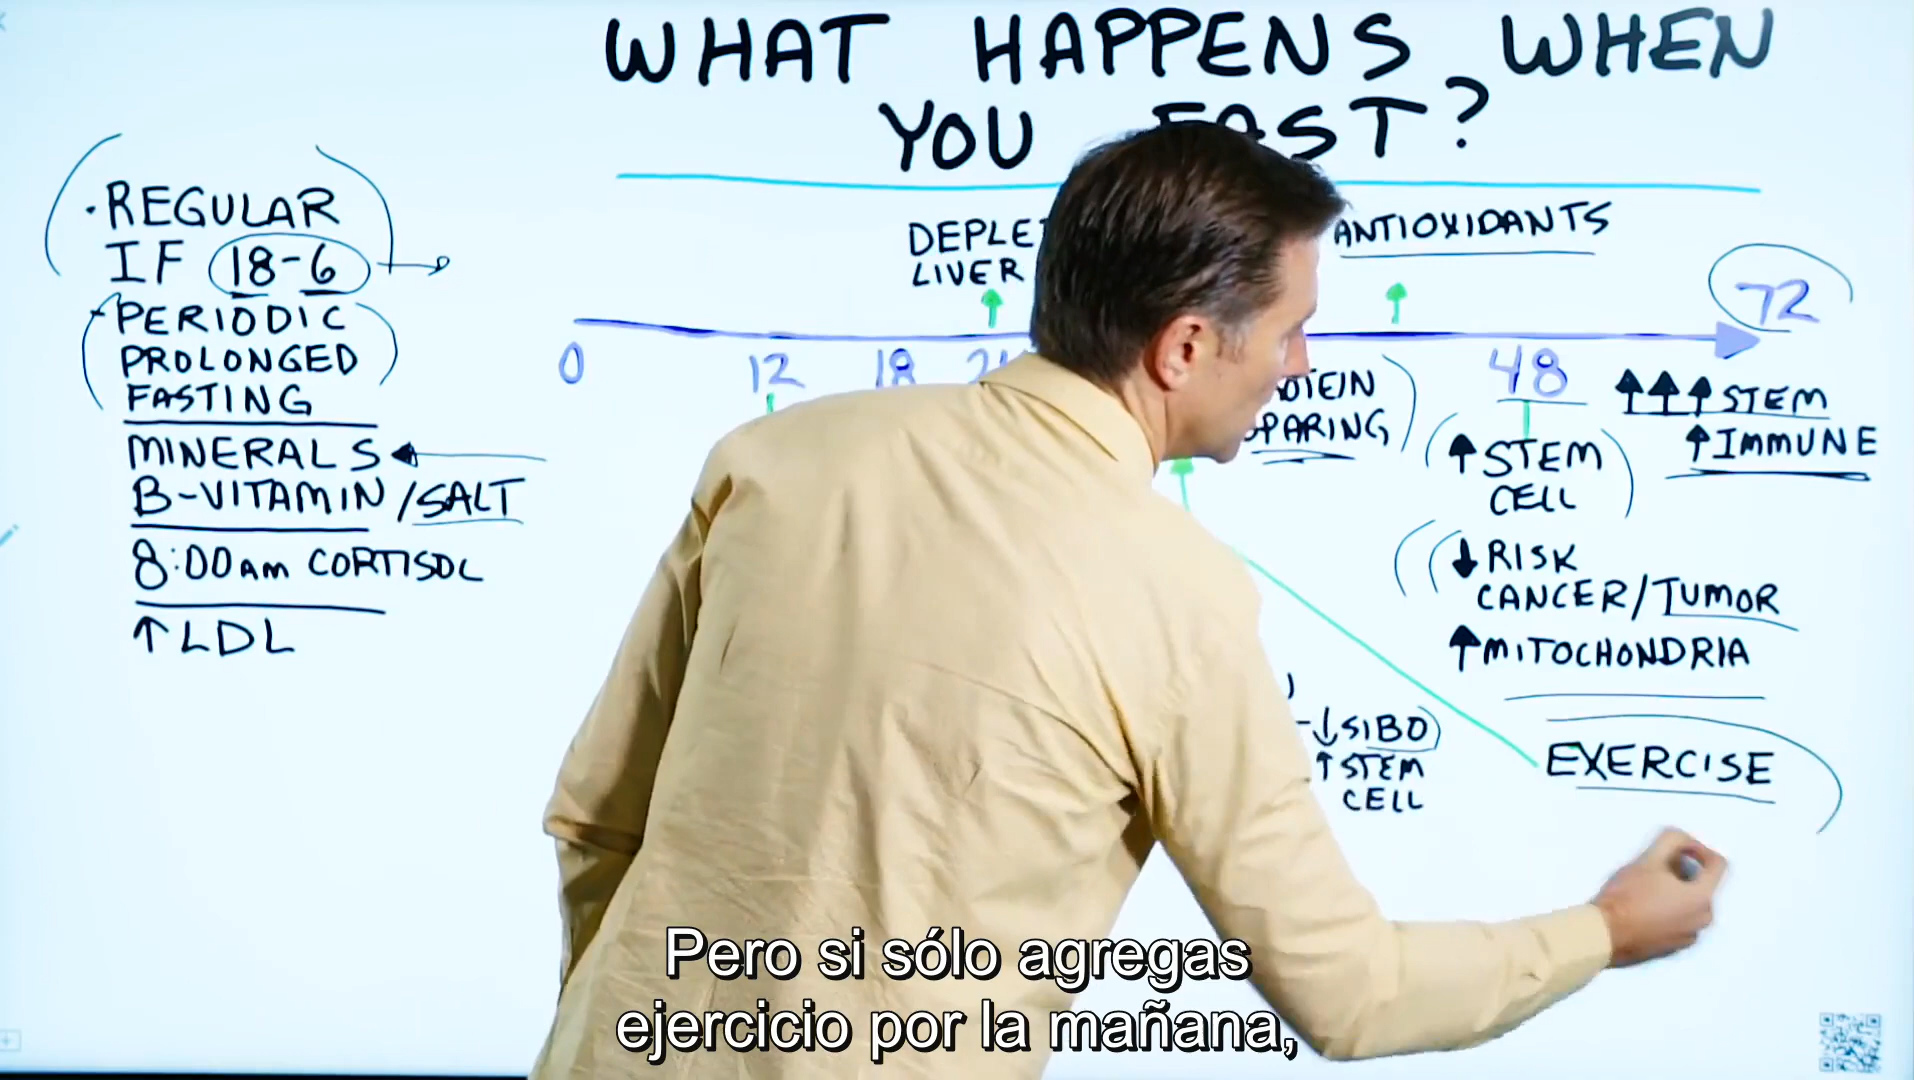 WHAT HAPPENS WHEN
YOU FAST?
·REGULAR
IF 18-6
PERIODIC
PROLONGED
FASTING
MINERALS
B-VITAMIN/SALT
8:00am CORTISOL
↑LDL
LIVER
ANTIOXIDANTS
0 12 18
48
72
↑STEM
CELL
↑↑↑STEM
↑IMMUNE
↓RISK
CANCER/TUMOR
↑MITOCHONDRIA
↓SIBO
↑STEM
CELL
EXERCISE
Pero si sólo agregas
ejercicio por la mañana,